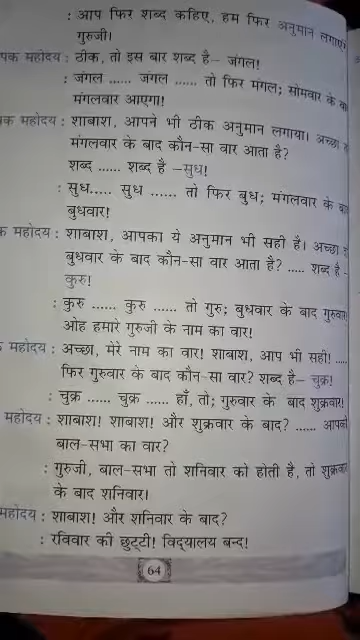 : आप फिर शब्द कहिए, हम फिर अनुमान लगाएँगे
गुरुजी।
पक महोदय : ठीक, तो इस बार शब्द है– जंगल!
: जंगल ...... जंगल ...... तो फिर मंगल; सोमवार के
मंगलवार आएगा!
क महोदय : शाबाश, आपने भी ठीक अनुमान लगाया। अच्छा
मंगलवार के बाद कौन-सा वार आता है?
शब्द ...... शब्द है –सुध!
: सुध..... सुध ...... तो फिर बुध; मंगलवार के
बुधवार!
क महोदय : शाबाश, आपका ये अनुमान भी सही है। अच्छा
बुधवार के बाद कौन-सा वार आता है? ..... शब्द है–
कुरु!
: कुरु ...... कुरु ...... तो गुरु; बुधवार के बाद गुरुवार
ओह हमारे गुरुजी के नाम का वार!
महोदय : अच्छा, मेरे नाम का वार! शाबाश, आप भी सही! .....
फिर गुरुवार के बाद कौन-सा वार? शब्द है– चुक्र!
: चुक्र ...... चुक्र ...... हाँ, तो; गुरुवार के बाद शुक्रवार!
महोदय : शाबाश! शाबाश! और शुक्रवार के बाद? ...... आपकी
बाल-सभा का वार?
: गुरुजी, बाल-सभा तो शनिवार को होती है, तो शुक्रवार
के बाद शनिवार।
महोदय : शाबाश! और शनिवार के बाद?
: रविवार की छुट्टी! विद्यालय बन्द!
64